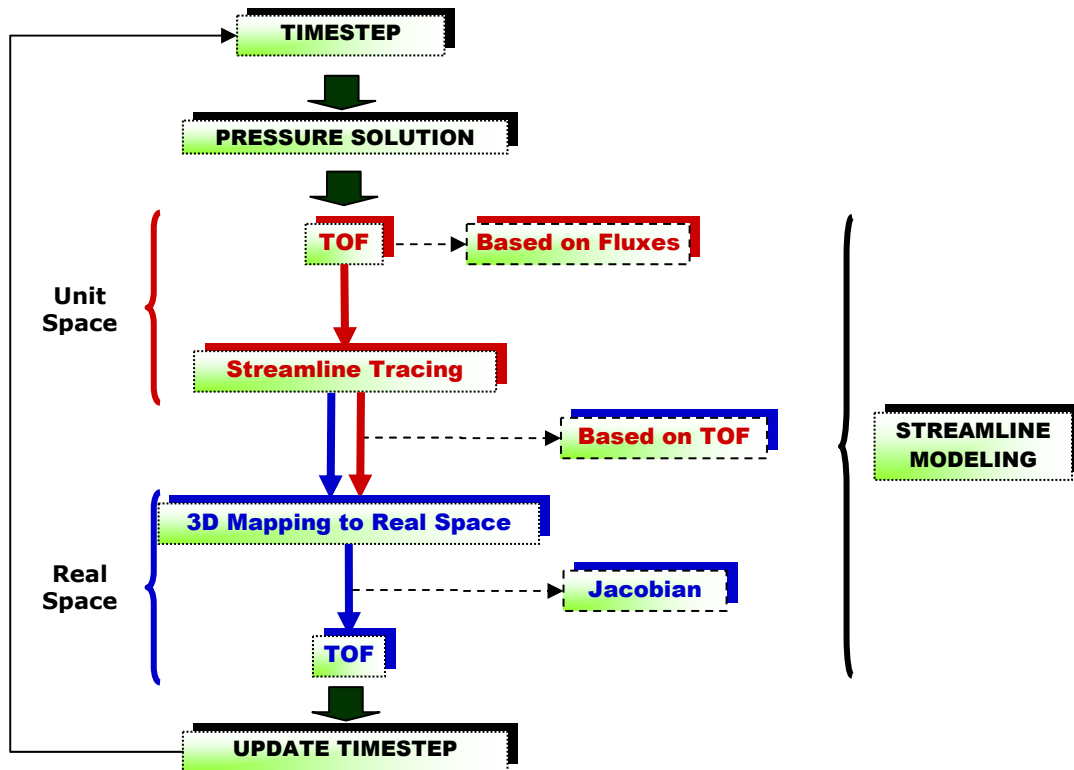 TIMESTEP
PRESSURE SOLUTION
TOF
Based on Fluxes
Unit
Space
Streamline Tracing
Based on TOF
STREAMLINE
MODELING
3D Mapping to Real Space
Real
Space
Jacobian
TOF
UPDATE TIMESTEP